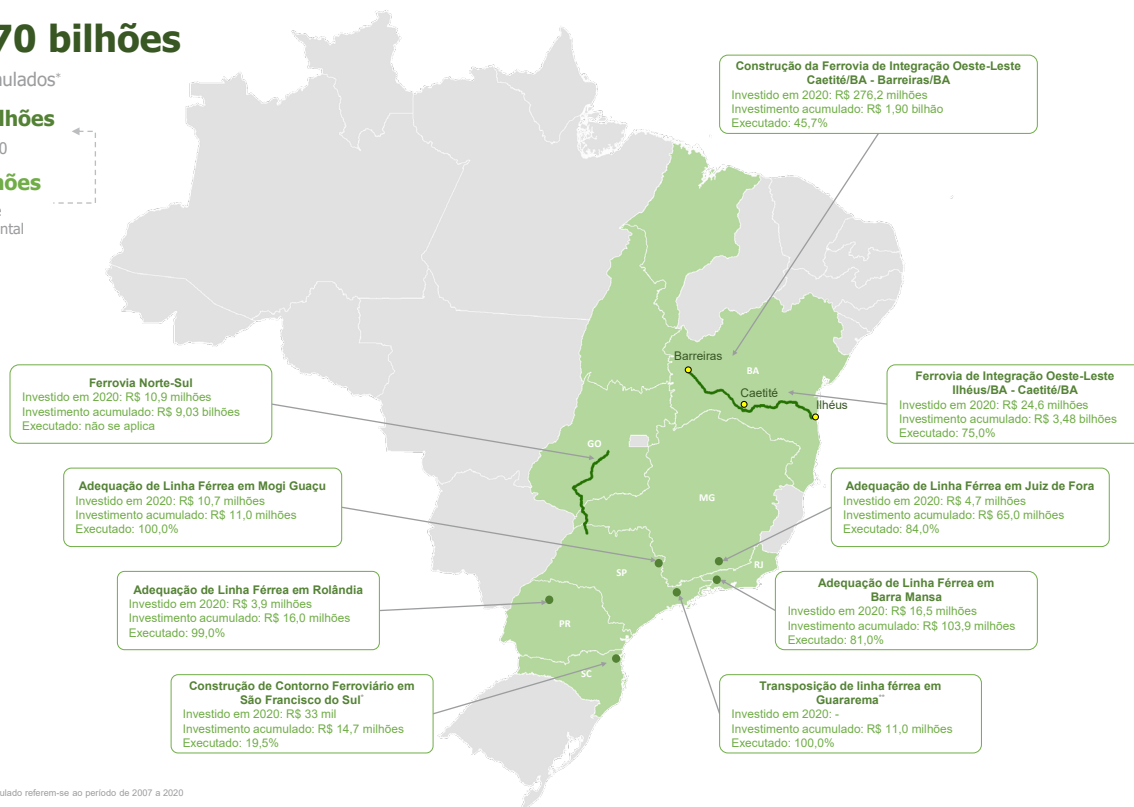 70 bilhões
mulados*
lhões
0
hões
e
ntal
Construção da Ferrovia de Integração Oeste-Leste
Caetité/BA - Barreiras/BA
Investido em 2020: R$ 276,2 milhões
Investimento acumulado: R$ 1,90 bilhão
Executado: 45,7%
Barreiras
BA
Caetité
Ilhéus
Ferrovia de Integração Oeste-Leste
Ilhéus/BA - Caetité/BA
Investido em 2020: R$ 24,6 milhões
Investimento acumulado: R$ 3,48 bilhões
Executado: 75,0%
Ferrovia Norte-Sul
Investido em 2020: R$ 10,9 milhões
Investimento acumulado: R$ 9,03 bilhões
Executado: não se aplica
GO
MG
Adequação de Linha Férrea em Mogi Guaçu
Investido em 2020: R$ 10,7 milhões
Investimento acumulado: R$ 11,0 milhões
Executado: 100,0%
Adequação de Linha Férrea em Juiz de Fora
Investido em 2020: R$ 4,7 milhões
Investimento acumulado: R$ 65,0 milhões
Executado: 84,0%
SP
RJ
Adequação de Linha Férrea em Rolândia
Investido em 2020: R$ 3,9 milhões
Investimento acumulado: R$ 16,0 milhões
Executado: 99,0%
PR
Adequação de Linha Férrea em
Barra Mansa
Investido em 2020: R$ 16,5 milhões
Investimento acumulado: R$ 103,9 milhões
Executado: 81,0%
SC
Construção de Contorno Ferroviário em
São Francisco do Sul*
Investido em 2020: R$ 33 mil
Investimento acumulado: R$ 14,7 milhões
Executado: 19,5%
Transposição de linha férrea em
Guararema**
Investido em 2020: -
Investimento acumulado: R$ 11,0 milhões
Executado: 100,0%
ulado referem-se ao período de 2007 a 2020